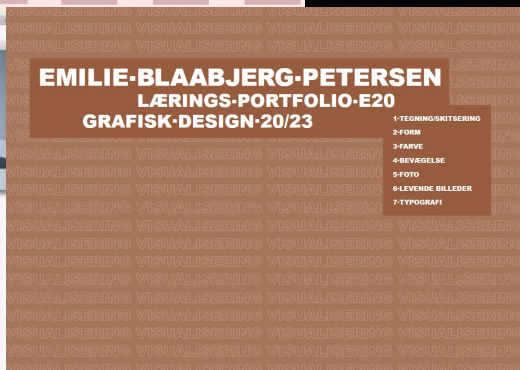 EMILIE·BLAABJERG·PETERSEN
LÆRINGS·PORTFOLIO·E20
GRAFISK·DESIGN·20/23
1·TEGNING/SKITSERING
2·FORM
3·FARVE
4·BEVÆGELSE
5·FOTO
6·LEVENDE BILLEDER
7·TYPOGRAFI
VISUALISERING VISUALISERING VISUALISERING VISUALISERING